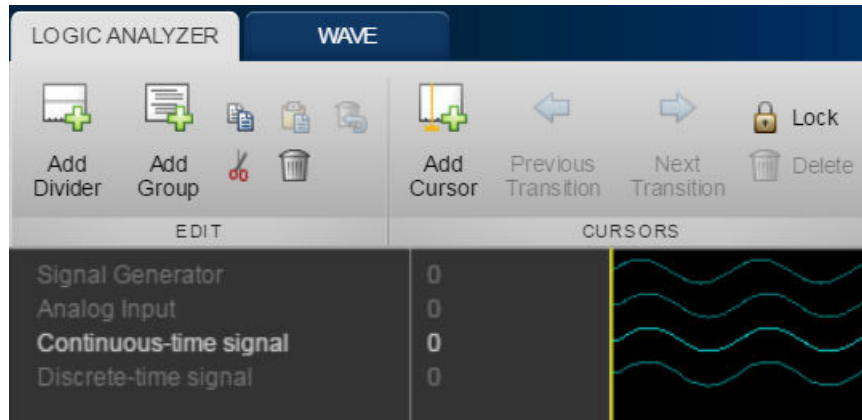 LOGIC ANALYZER
WAVE
Add
Divider
Add
Group
Add
Cursor
Previous
Transition
Next
Transition
Lock
Delete
EDIT
CURSORS
Signal Generator 0
Analog Input 0
Continuous-time signal 0
Discrete-time signal 0